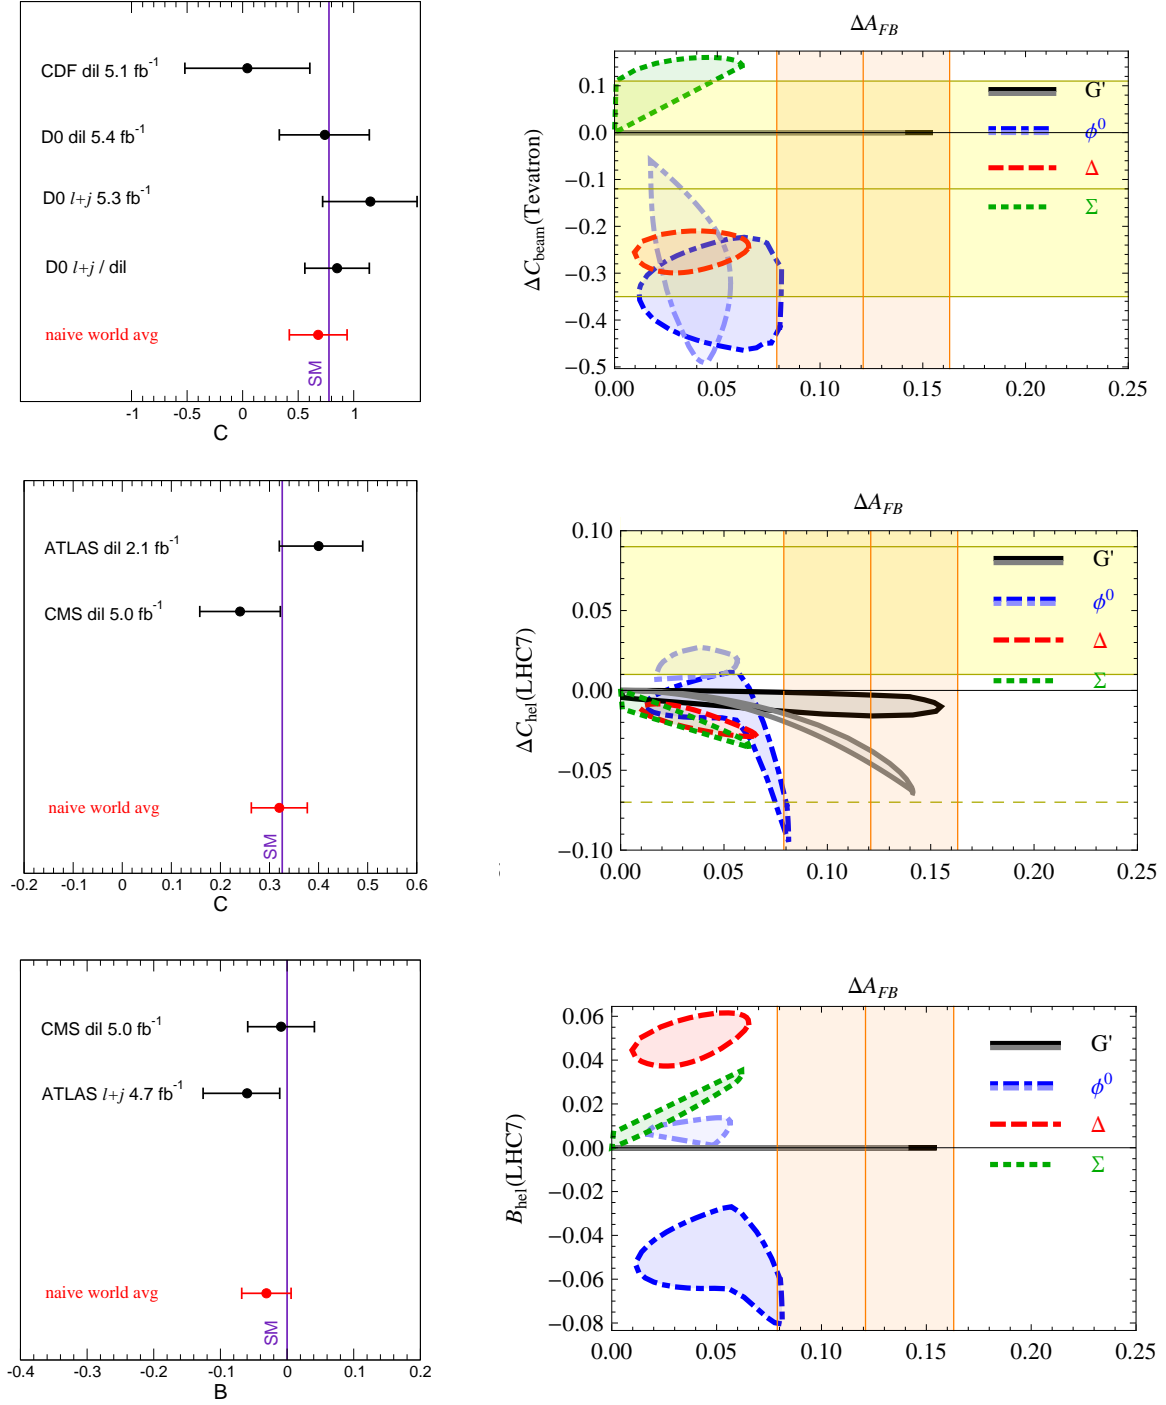 CDF dil 5.1 fb⁻¹
D0 dil 5.4 fb⁻¹
D0 l+j 5.3 fb⁻¹
D0 l+j / dil
naive world avg
SM
-1 -0.5 0 0.5 1
C
ΔA_FB
ΔC_beam(Tevatron)
0.1
0.0
−0.1
−0.2
−0.3
−0.4
−0.5
0.00 0.05 0.10 0.15 0.20 0.25
G'
ϕ⁰
Δ
Σ
ATLAS dil 2.1 fb⁻¹
CMS dil 5.0 fb⁻¹
naive world avg
SM
-0.2 -0.1 0 0.1 0.2 0.3 0.4 0.5 0.6
C
ΔA_FB
ΔC_hel(LHC7)
0.10
0.05
0.00
−0.05
−0.10
0.00 0.05 0.10 0.15 0.20 0.25
G'
ϕ⁰
Δ
Σ
CMS dil 5.0 fb⁻¹
ATLAS l+j 4.7 fb⁻¹
naive world avg
SM
-0.4 -0.3 -0.2 -0.1 0 0.1 0.2
B
ΔA_FB
B_hel(LHC7)
0.06
0.04
0.02
0.00
−0.02
−0.04
−0.06
−0.08
0.00 0.05 0.10 0.15 0.20 0.25
G'
ϕ⁰
Δ
Σ